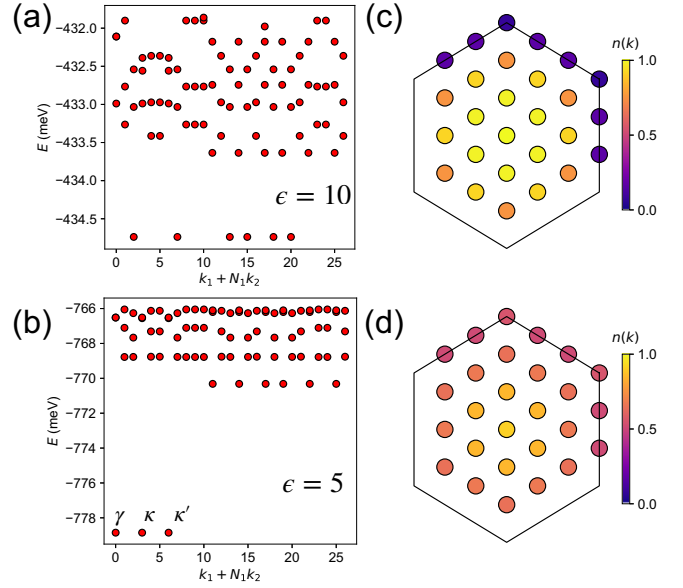 (a)
−432.0
−432.5
−433.0
−433.5
−434.0
−434.5
E (meV)
ϵ = 10
0 5 10 15 20 25
k₁ + N₁k₂
(c)
n(k)
1.0
0.5
0.0
(b)
−766
−768
−770
−772
−774
−776
−778
E (meV)
ϵ = 5
γ κ κ′
0 5 10 15 20 25
k₁ + N₁k₂
(d)
n(k)
1.0
0.5
0.0